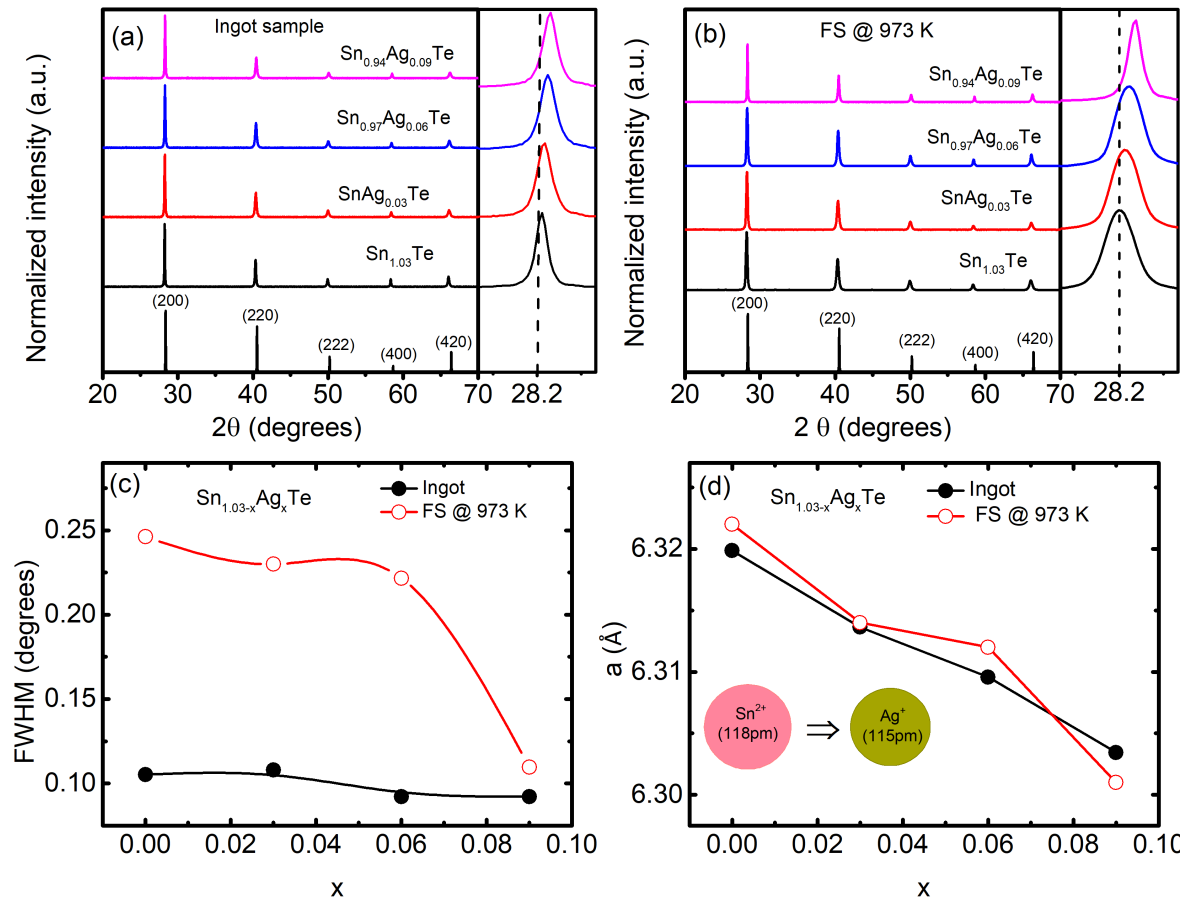 (a)
Ingot sample
Sn0.94Ag0.09Te
Sn0.97Ag0.06Te
SnAg0.03Te
Sn1.03Te
(200)
(220)
(222)
(400)
(420)
20
30
40
50
60
70
28.2
2θ (degrees)
Normalized intensity (a.u.)
(b)
FS @ 973 K
Sn0.94Ag0.09Te
Sn0.97Ag0.06Te
SnAg0.03Te
Sn1.03Te
(200)
(220)
(222)
(400)
(420)
20
30
40
50
60
70
28.2
2 θ (degrees)
Normalized intensity (a.u.)
(c)
Sn1.03-xAgxTe
Ingot
FS @ 973 K
0.25
0.20
0.15
0.10
0.00
0.02
0.04
0.06
0.08
0.10
x
FWHM (degrees)
(d)
Sn1.03-xAgxTe
Ingot
FS @ 973 K
6.32
6.31
6.30
Sn2+
(118pm)
⇒
Ag+
(115pm)
0.00
0.02
0.04
0.06
0.08
0.10
x
a (Å)